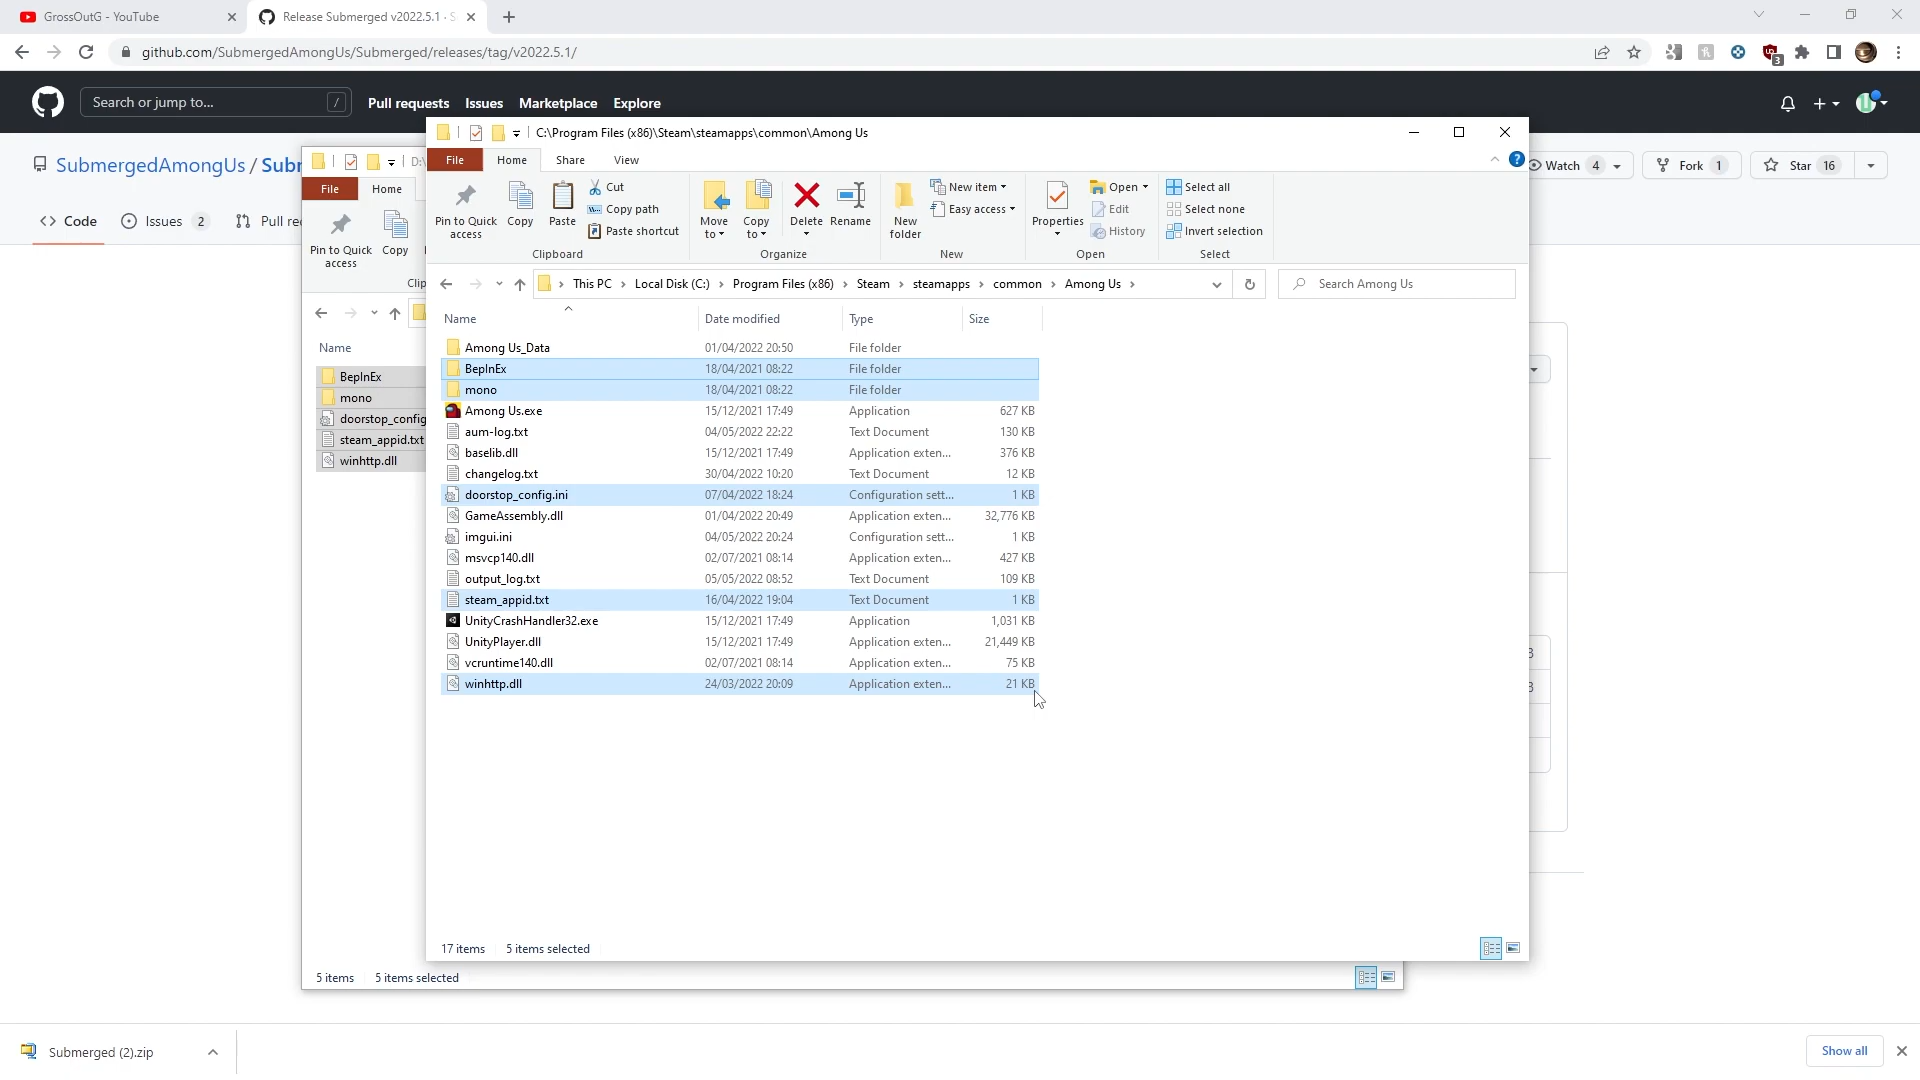 GrossOutG - YouTube
Release Submerged v2022.5.1 · S
github.com/SubmergedAmongUs/Submerged/releases/tag/v2022.5.1/
3
Search or jump to...
/
Pull requests
Issues
Marketplace
Explore
SubmergedAmongUs / Subm
Watch 4
Fork 1
Star 16
Code
Issues 2
Pull re
File
Home
Pin to Quick access
Copy
Clip
Name
BepInEx
mono
doorstop_config
steam_appid.txt
winhttp.dll
5 items
5 items selected
C:\Program Files (x86)\Steam\steamapps\common\Among Us
File
Home
Share
View
Pin to Quick access
Copy
Paste
Cut
Copy path
Paste shortcut
Clipboard
Move to
Copy to
Delete
Rename
Organize
New folder
New item
Easy access
New
Properties
Open
Edit
History
Open
Select all
Select none
Invert selection
Select
This PC > Local Disk (C:) > Program Files (x86) > Steam > steamapps > common > Among Us >
Search Among Us
Name Date modified Type Size
Among Us_Data 01/04/2022 20:50 File folder
BepInEx 18/04/2021 08:22 File folder
mono 18/04/2021 08:22 File folder
Among Us.exe 15/12/2021 17:49 Application 627 KB
aum-log.txt 04/05/2022 22:22 Text Document 130 KB
baselib.dll 15/12/2021 17:49 Application exten... 376 KB
changelog.txt 30/04/2022 10:20 Text Document 12 KB
doorstop_config.ini 07/04/2022 18:24 Configuration sett... 1 KB
GameAssembly.dll 01/04/2022 20:49 Application exten... 32,776 KB
imgui.ini 04/05/2022 20:24 Configuration sett... 1 KB
msvcp140.dll 02/07/2021 08:14 Application exten... 427 KB
output_log.txt 05/05/2022 08:52 Text Document 109 KB
steam_appid.txt 16/04/2022 19:04 Text Document 1 KB
UnityCrashHandler32.exe 15/12/2021 17:49 Application 1,031 KB
UnityPlayer.dll 15/12/2021 17:49 Application exten... 21,449 KB
vcruntime140.dll 02/07/2021 08:14 Application exten... 75 KB
winhttp.dll 24/03/2022 20:09 Application exten... 21 KB
17 items
5 items selected
Submerged (2).zip
Show all